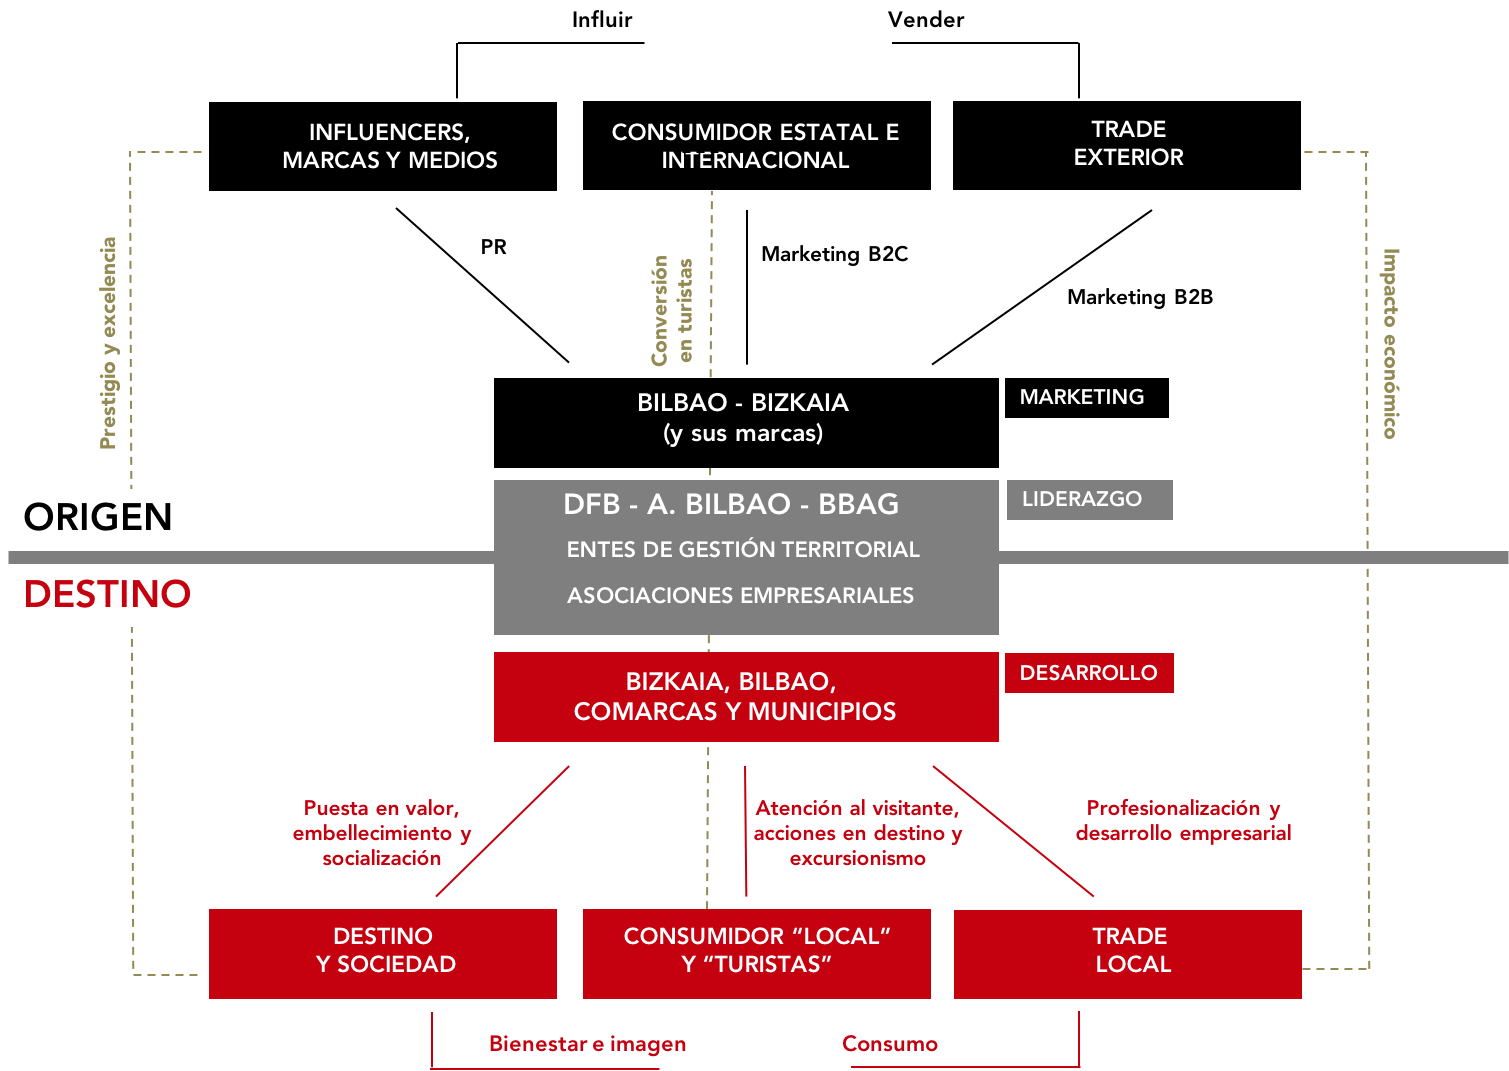 Influir
Vender
INFLUENCERS,
MARCAS Y MEDIOS
CONSUMIDOR ESTATAL E
INTERNACIONAL
TRADE
EXTERIOR
Prestigio y excelencia
PR
Conversión
en turistas
Marketing B2C
Marketing B2B
Impacto económico
BILBAO - BIZKAIA
(y sus marcas)
MARKETING
ORIGEN
DFB - A. BILBAO - BBAG
LIDERAZGO
ENTES DE GESTIÓN TERRITORIAL
DESTINO
ASOCIACIONES EMPRESARIALES
BIZKAIA, BILBAO,
COMARCAS Y MUNICIPIOS
DESARROLLO
Puesta en valor,
embellecimiento y
socialización
Atención al visitante,
acciones en destino y
excursionismo
Profesionalización y
desarrollo empresarial
DESTINO
Y SOCIEDAD
CONSUMIDOR “LOCAL”
Y “TURISTAS”
TRADE
LOCAL
Bienestar e imagen
Consumo